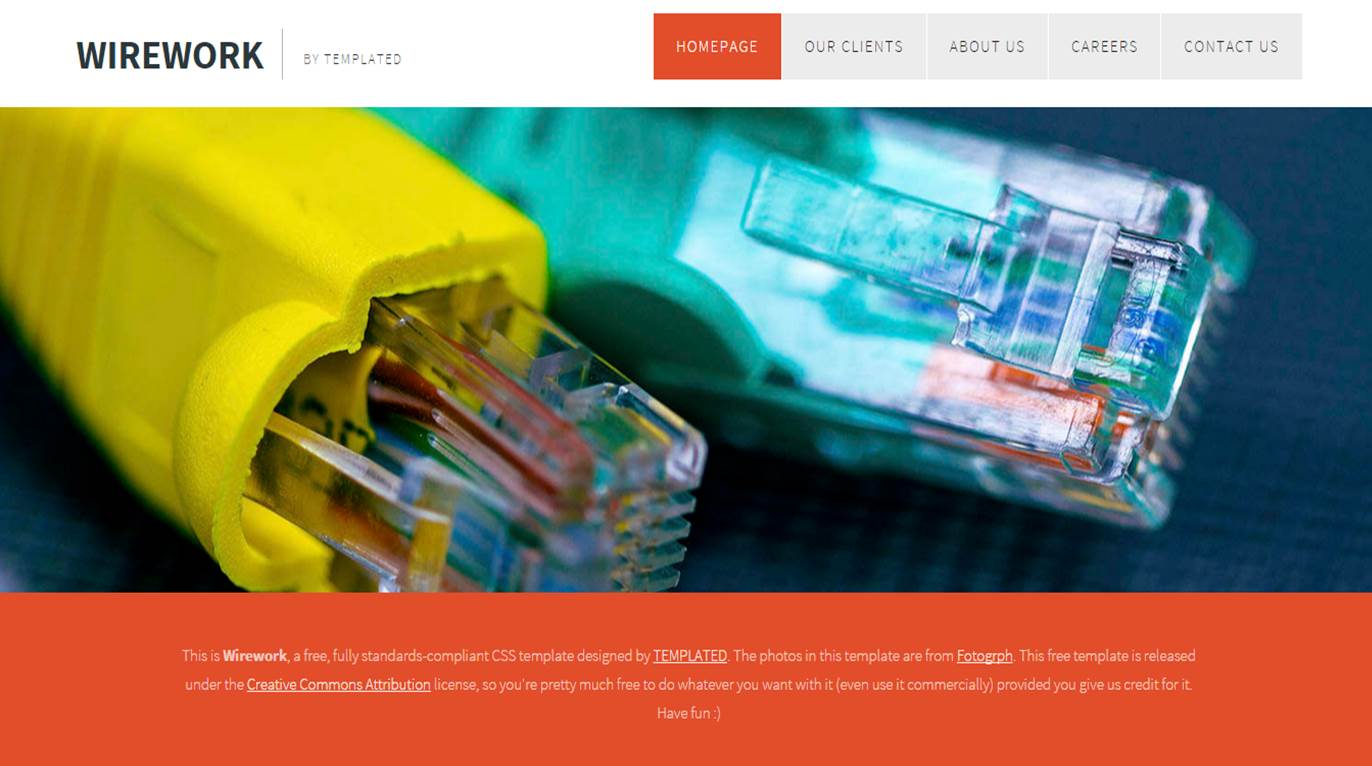 WIREWORK
BY TEMPLATED
HOMEPAGE
OUR CLIENTS
ABOUT US
CAREERS
CONTACT US
This is Wirework, a free, fully standards-compliant CSS template designed by TEMPLATED. The photos in this template are from Fotogrph. This free template is released
under the Creative Commons Attribution license, so you're pretty much free to do whatever you want with it (even use it commercially) provided you give us credit for it.
Have fun :)